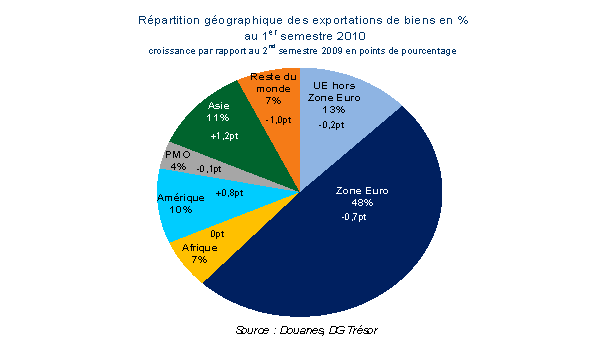 Répartition géographique des exportations de biens en %
au 1er semestre 2010
croissance par rapport au 2nd semestre 2009 en points de pourcentage
Reste du
monde
7%
-1,0pt
UE hors
Zone Euro
13%
-0,2pt
Asie
11%
+1,2pt
PMO
4%
-0,1pt
Amérique
10%
+0,8pt
Zone Euro
48%
-0,7pt
0pt
Afrique
7%
Source : Douanes, DG Trésor